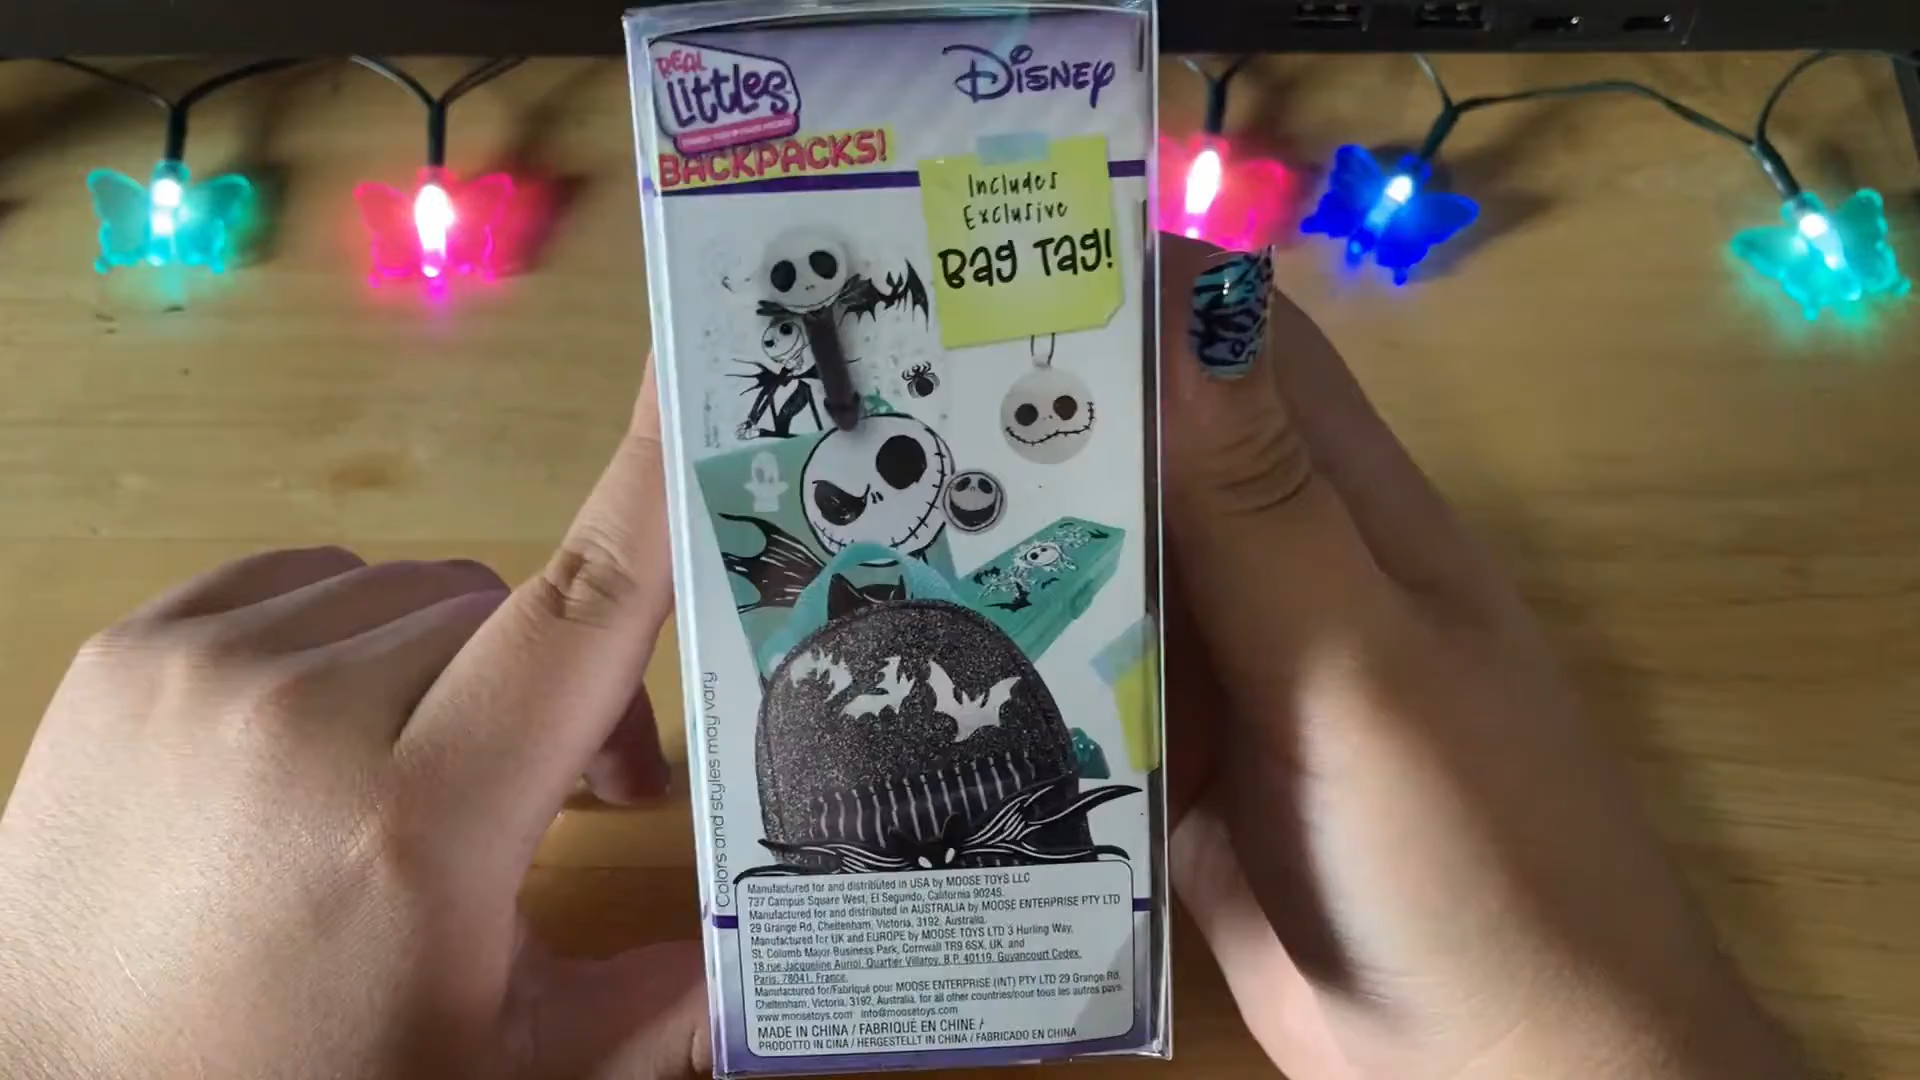 REAL
Littles
BACKPACKS!
Disney
Includes
Exclusive
Bag Tag!
Colors and styles may vary
Manufactured for and distributed in USA by MOOSE TOYS LLC
737 Campus Square West, El Segundo, California 90245.
Manufactured for and distributed in AUSTRALIA by MOOSE ENTERPRISE PTY LTD
29 Grange Rd, Cheltenham, Victoria, 3192, Australia.
Manufactured for UK and EUROPE by MOOSE TOYS LTD 3 Hurling Way,
St. Columb Major Business Park, Cornwall TR9 6SX, UK. and
18 rue Jacqueline Auriol, Quartier Villaroy, B.P. 40119, Guyancourt Cedex,
Paris, 78041, France.
Manufactured for/Fabriqué pour MOOSE ENTERPRISE (INT) PTY LTD 29 Grange Rd,
Cheltenham, Victoria, 3192, Australia, for all other countries/pour tous les autres pays.
www.moosetoys.com info@moosetoys.com
MADE IN CHINA / FABRIQUÉ EN CHINE /
PRODOTTO IN CINA / HERGESTELLT IN CHINA / FABRICADO EN CHINA